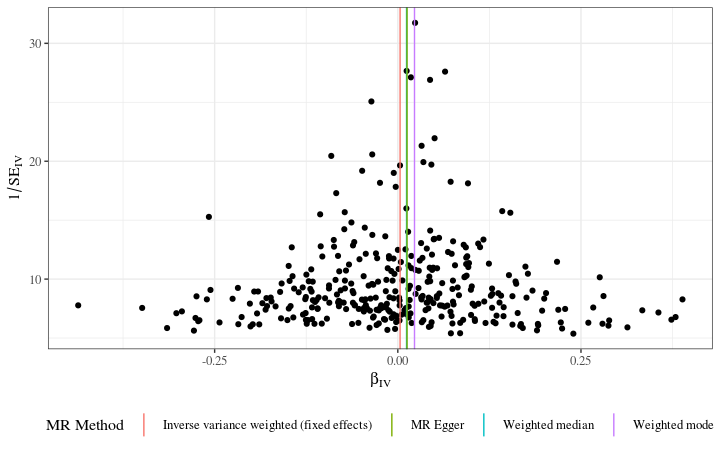 30
20
10
1/SE_IV
-0.25
0.00
0.25
β_IV
MR Method
Inverse variance weighted (fixed effects)
MR Egger
Weighted median
Weighted mode